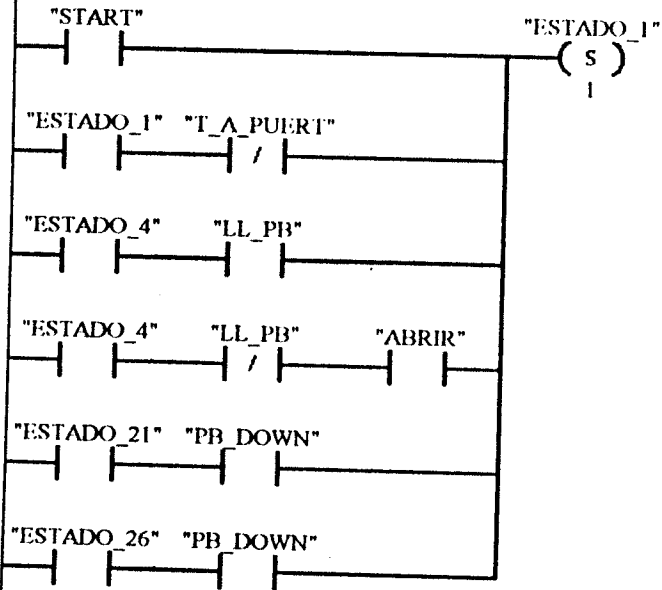 "START"
"ESTADO_1"
S
1
"ESTADO_1" "T_A_PUERT"
/
"ESTADO_4" "LL_PB"
"ESTADO_4" "LL_PB" "ABRIR"
/
"ESTADO_21" "PB_DOWN"
"ESTADO_26" "PB_DOWN"